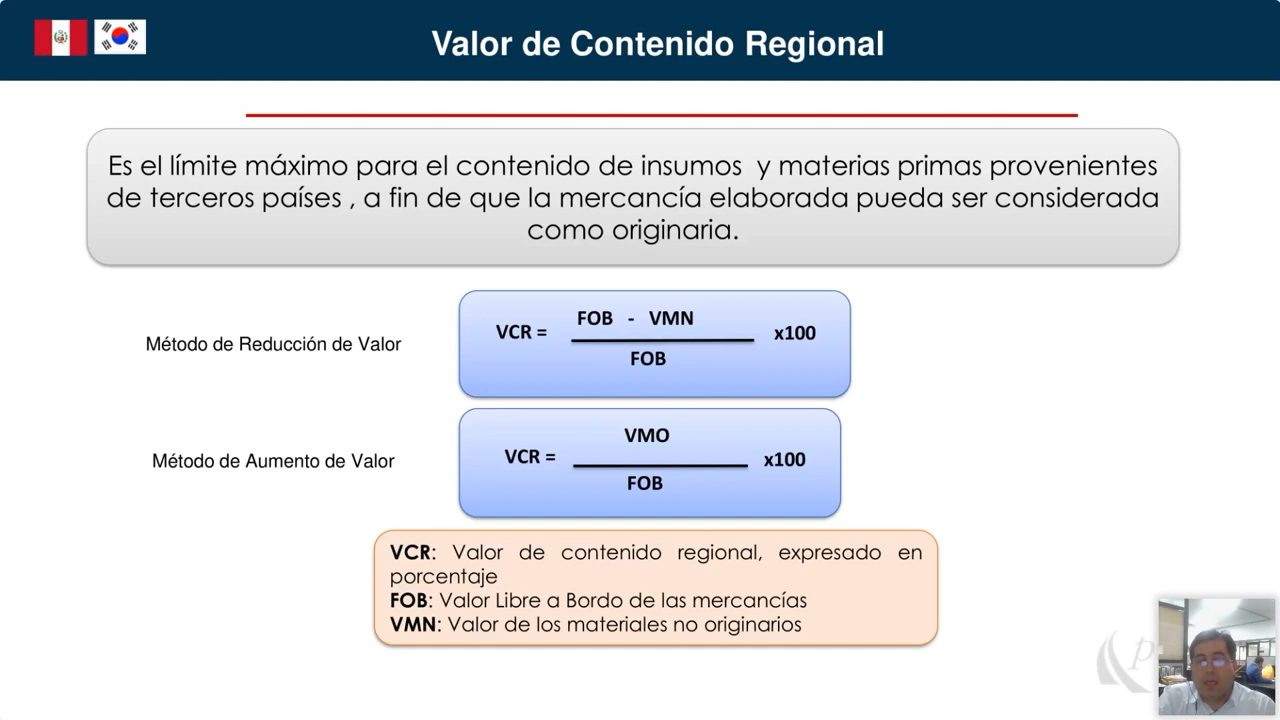 Valor de Contenido Regional
Es el límite máximo para el contenido de insumos y materias primas provenientes
de terceros países , a fin de que la mercancía elaborada pueda ser considerada
como originaria.
Método de Reducción de Valor
VCR =
FOB - VMN
FOB
x100
Método de Aumento de Valor
VCR =
VMO
FOB
x100
VCR: Valor de contenido regional, expresado en
porcentaje
FOB: Valor Libre a Bordo de las mercancías
VMN: Valor de los materiales no originarios